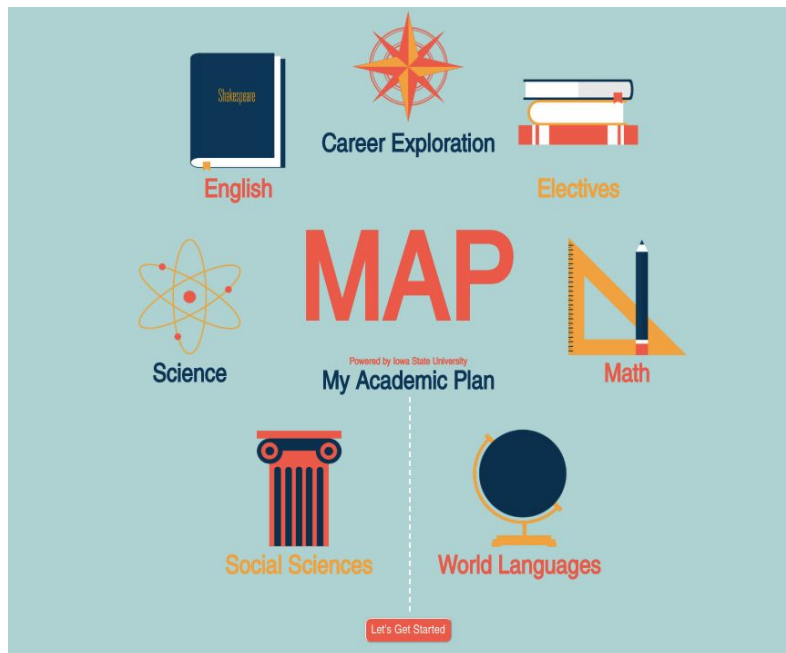 Shakespeare
Career Exploration
English
Electives
MAP
Powered by Iowa State University
My Academic Plan
Science
Math
Social Sciences
World Languages
Let's Get Started